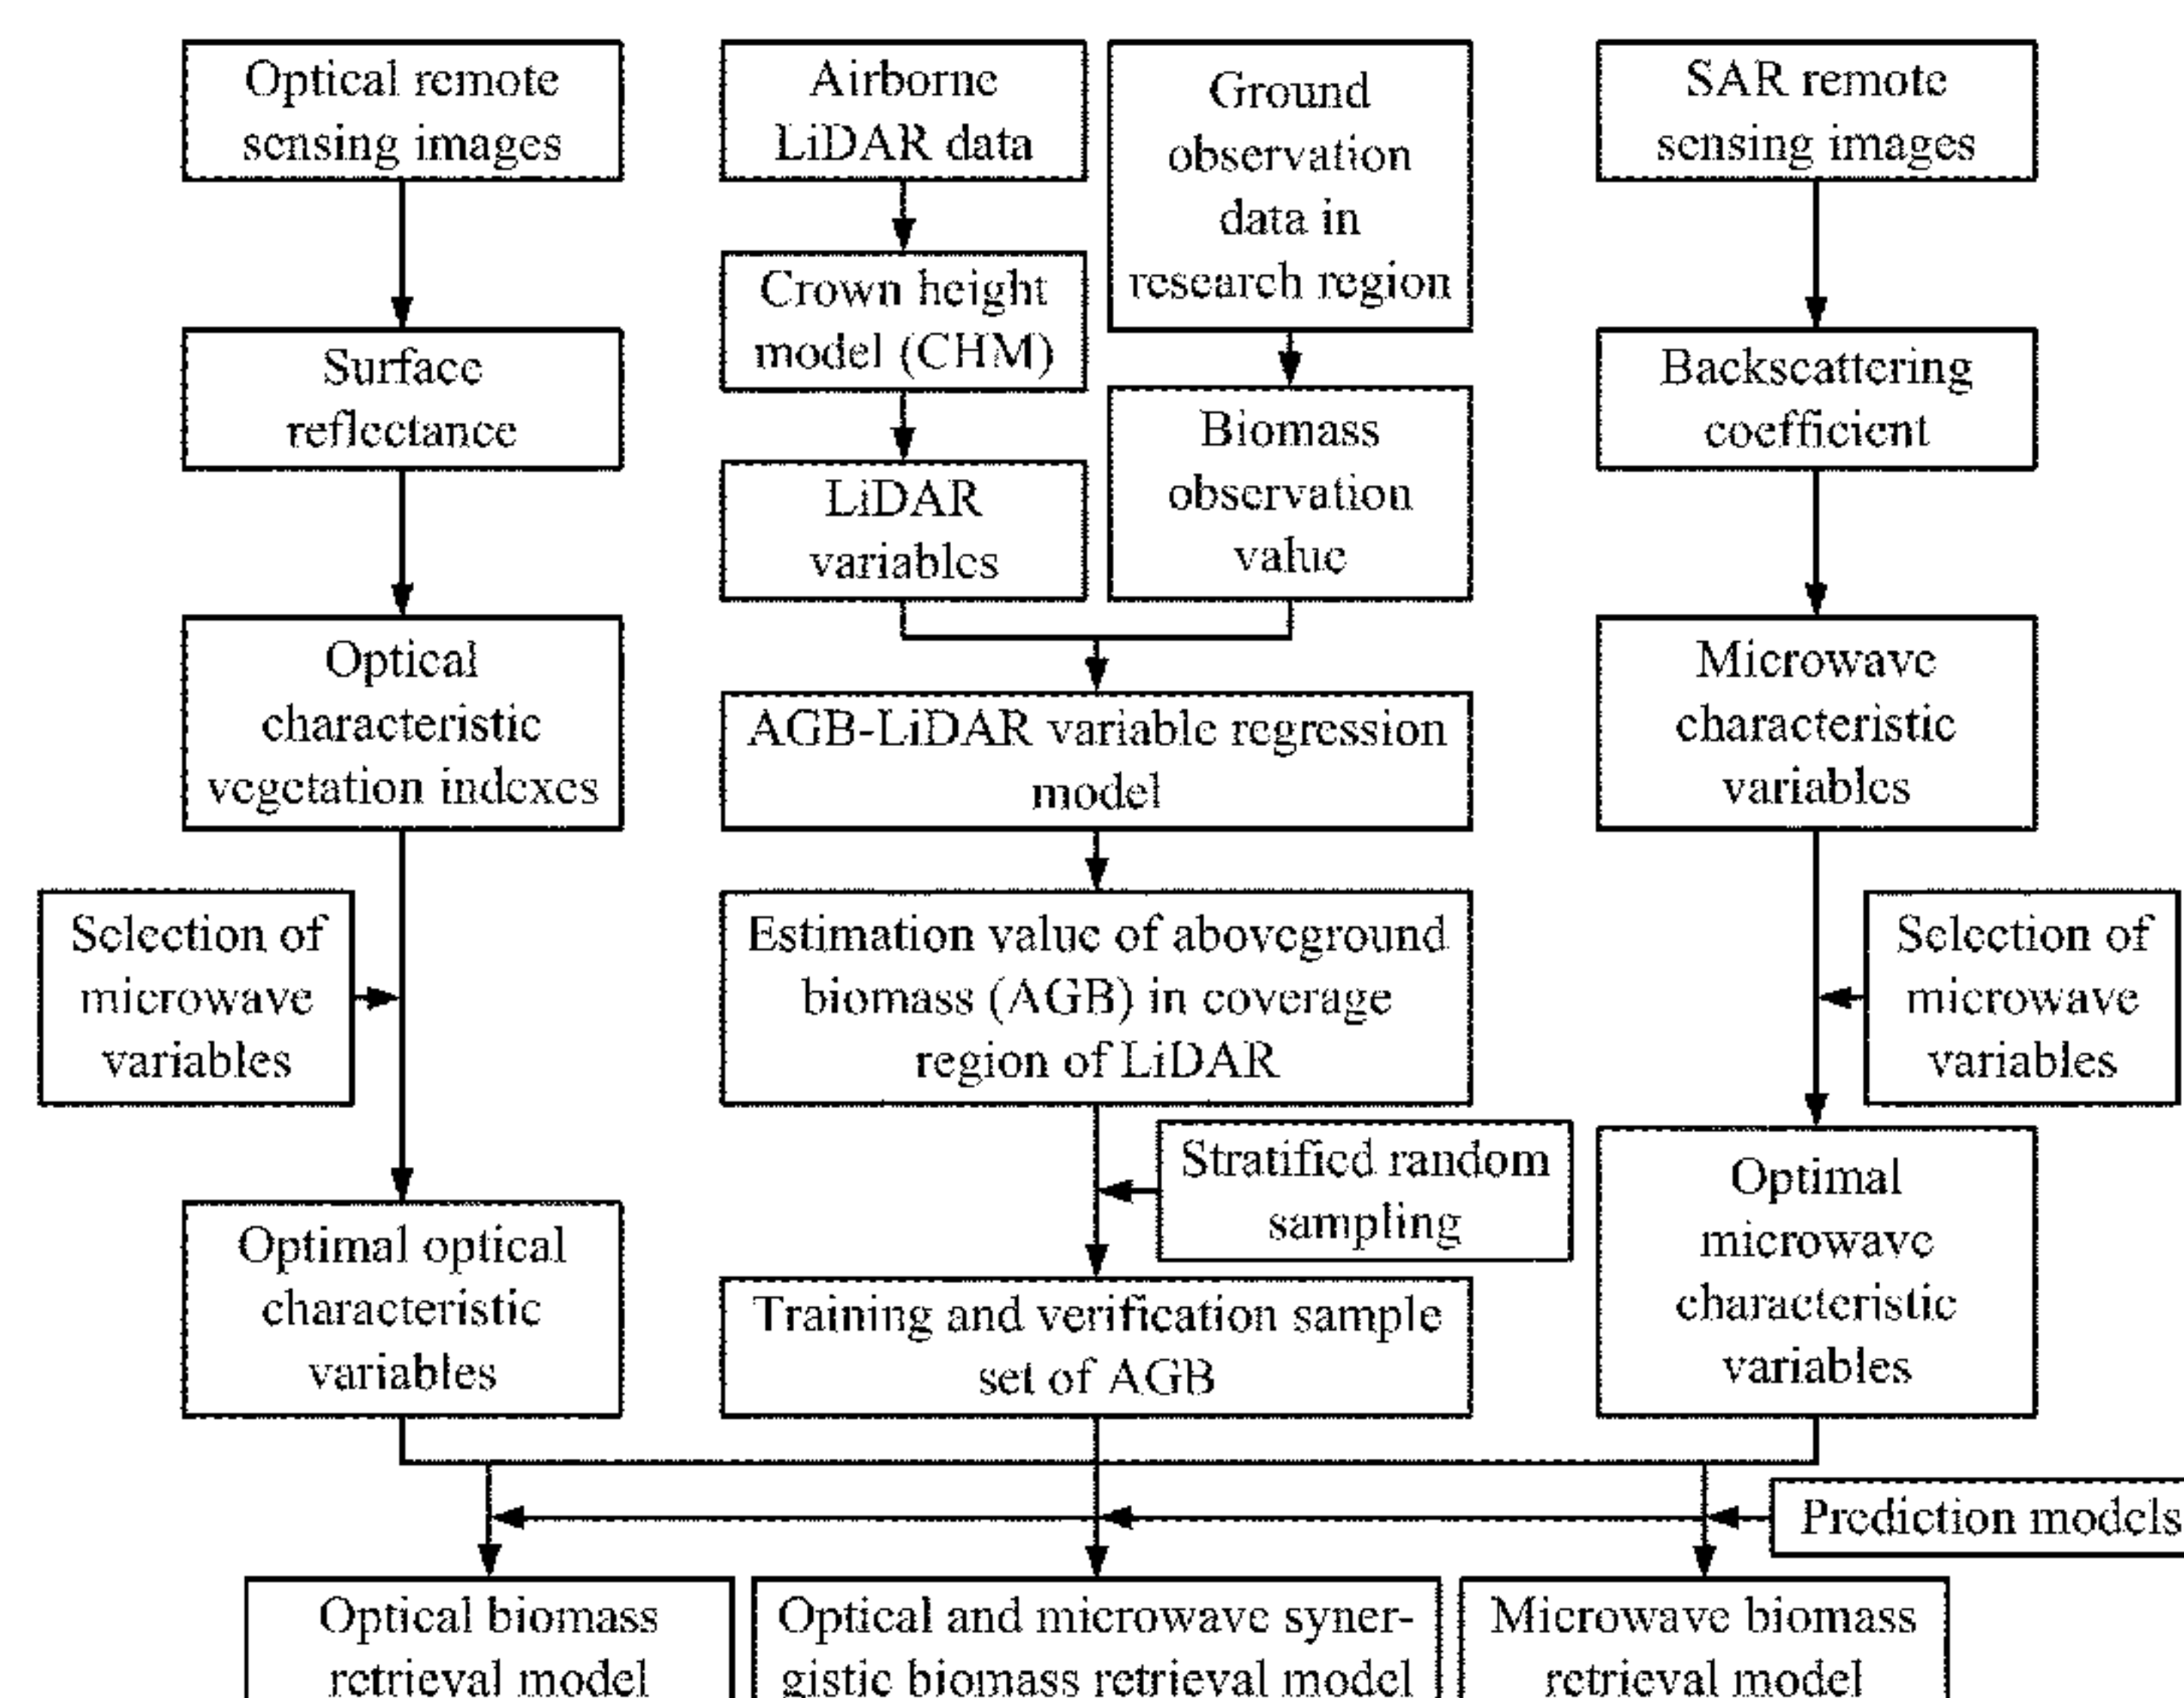 Optical remote
sensing images
Airborne
LiDAR data
Ground
observation
data in
research region
SAR remote
sensing images
Crown height
model (CHM)
Surface
reflectance
Backscattering
coefficient
Biomass
observation
value
LiDAR
variables
Optical
characteristic
vegetation indexes
Microwave
characteristic
variables
AGB-LiDAR variable regression
model
Selection of
microwave
variables
Estimation value of aboveground
biomass (AGB) in coverage
region of LiDAR
Selection of
microwave
variables
Stratified random
sampling
Optimal optical
characteristic
variables
Optimal
microwave
characteristic
variables
Training and verification sample
set of AGB
Prediction models
Optical biomass
retrieval model
Optical and microwave syner-
gistic biomass retrieval model
Microwave biomass
retrieval model